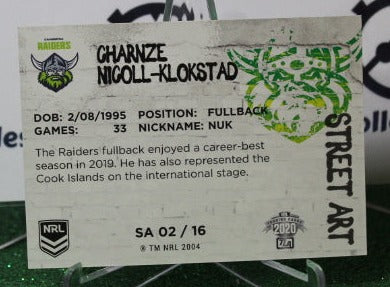 RAIDERS
CHARNZE
NICOLL-KLOKSTAD
DOB: 2/08/1995 POSITION: FULLBACK
GAMES: 33 NICKNAME: NUK
The Raiders fullback enjoyed a career-best
season in 2019. He has also represented the
Cook Islands on the international stage.
STREET ART
NRL
SA 02 / 16
® TM NRL 2004
2020